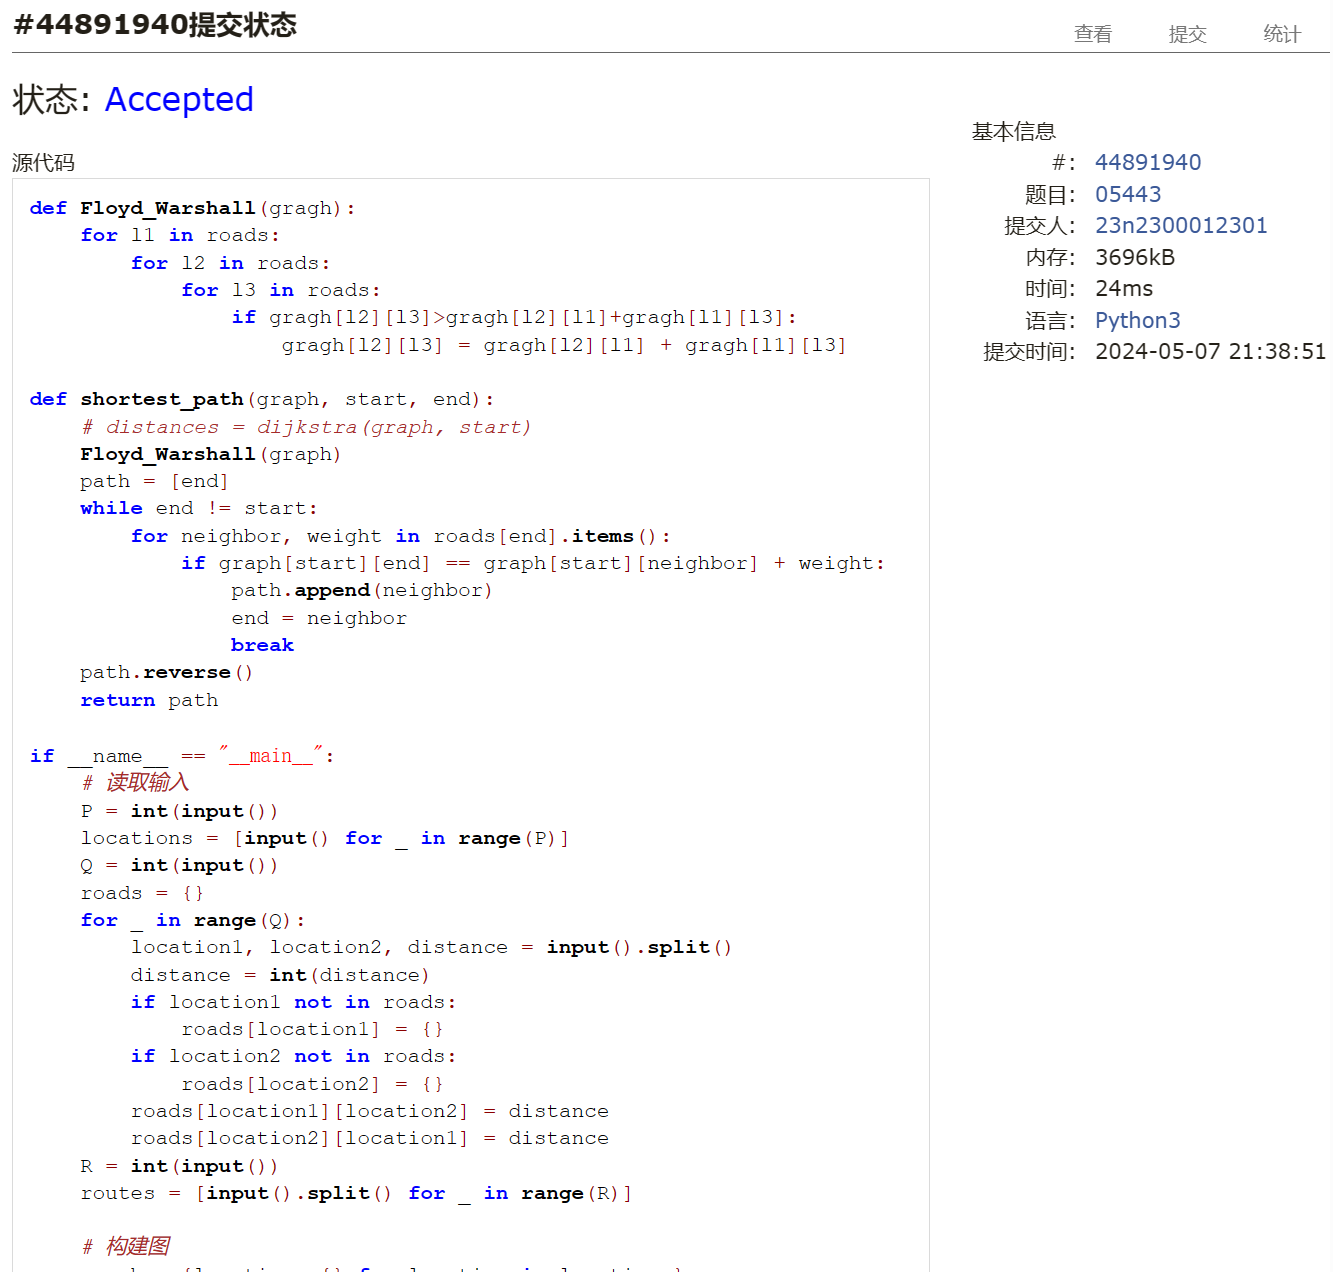 #44891940提交状态
查看 提交 统计
状态: Accepted
基本信息
#: 44891940
题目: 05443
提交人: 23n2300012301
内存: 3696kB
时间: 24ms
语言: Python3
提交时间: 2024-05-07 21:38:51
源代码
def Floyd_Warshall(gragh):
    for l1 in roads:
        for l2 in roads:
            for l3 in roads:
                if gragh[l2][l3]>gragh[l2][l1]+gragh[l1][l3]:
                    gragh[l2][l3] = gragh[l2][l1] + gragh[l1][l3]
def shortest_path(graph, start, end):
    # distances = dijkstra(graph, start)
    Floyd_Warshall(graph)
    path = [end]
    while end != start:
        for neighbor, weight in roads[end].items():
            if graph[start][end] == graph[start][neighbor] + weight:
                path.append(neighbor)
                end = neighbor
                break
    path.reverse()
    return path
if __name__ == "__main__":
    # 读取输入
    P = int(input())
    locations = [input() for _ in range(P)]
    Q = int(input())
    roads = {}
    for _ in range(Q):
        location1, location2, distance = input().split()
        distance = int(distance)
        if location1 not in roads:
            roads[location1] = {}
        if location2 not in roads:
            roads[location2] = {}
        roads[location1][location2] = distance
        roads[location2][location1] = distance
    R = int(input())
    routes = [input().split() for _ in range(R)]
    # 构建图